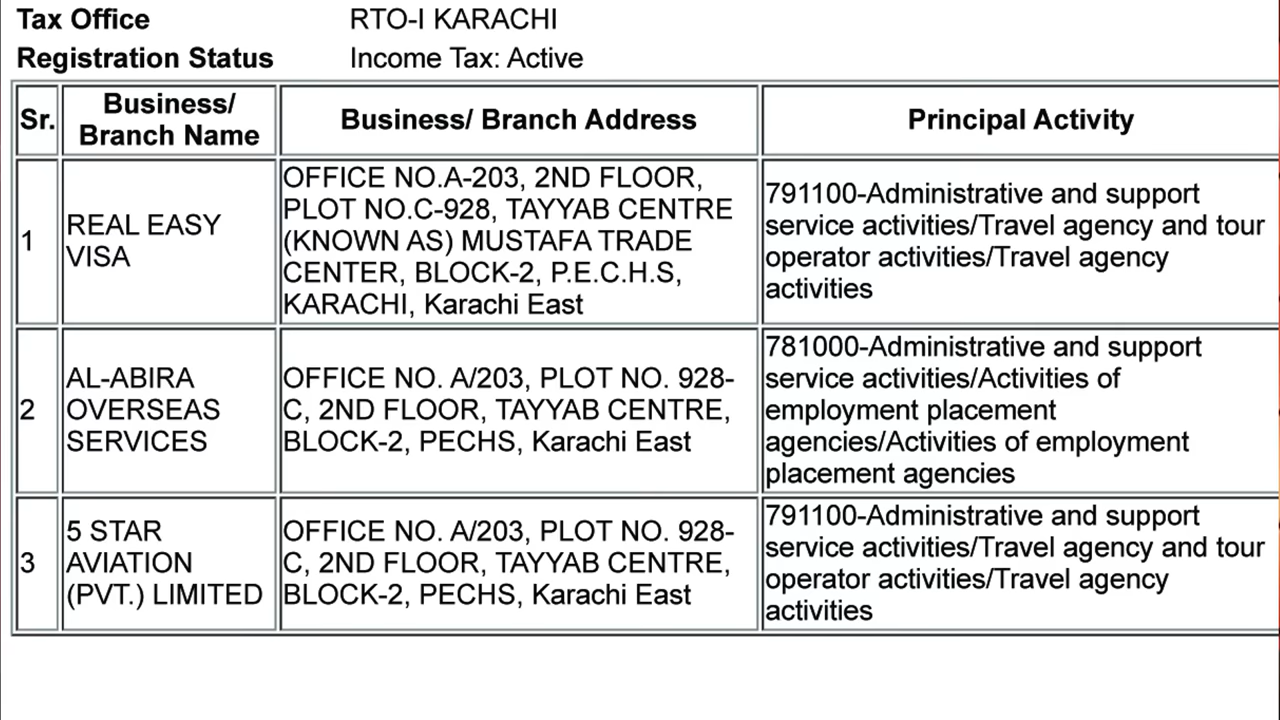 Tax Office RTO-I KARACHI
Registration Status Income Tax: Active
Sr. Business/ Branch Name Business/ Branch Address Principal Activity
1
REAL EASY
VISA
OFFICE NO.A-203, 2ND FLOOR,
PLOT NO.C-928, TAYYAB CENTRE
(KNOWN AS) MUSTAFA TRADE
CENTER, BLOCK-2, P.E.C.H.S,
KARACHI, Karachi East
791100-Administrative and support
service activities/Travel agency and tour
operator activities/Travel agency
activities
2
AL-ABIRA
OVERSEAS
SERVICES
OFFICE NO. A/203, PLOT NO. 928-
C, 2ND FLOOR, TAYYAB CENTRE,
BLOCK-2, PECHS, Karachi East
781000-Administrative and support
service activities/Activities of
employment placement
agencies/Activities of employment
placement agencies
3
5 STAR
AVIATION
(PVT.) LIMITED
OFFICE NO. A/203, PLOT NO. 928-
C, 2ND FLOOR, TAYYAB CENTRE,
BLOCK-2, PECHS, Karachi East
791100-Administrative and support
service activities/Travel agency and tour
operator activities/Travel agency
activities